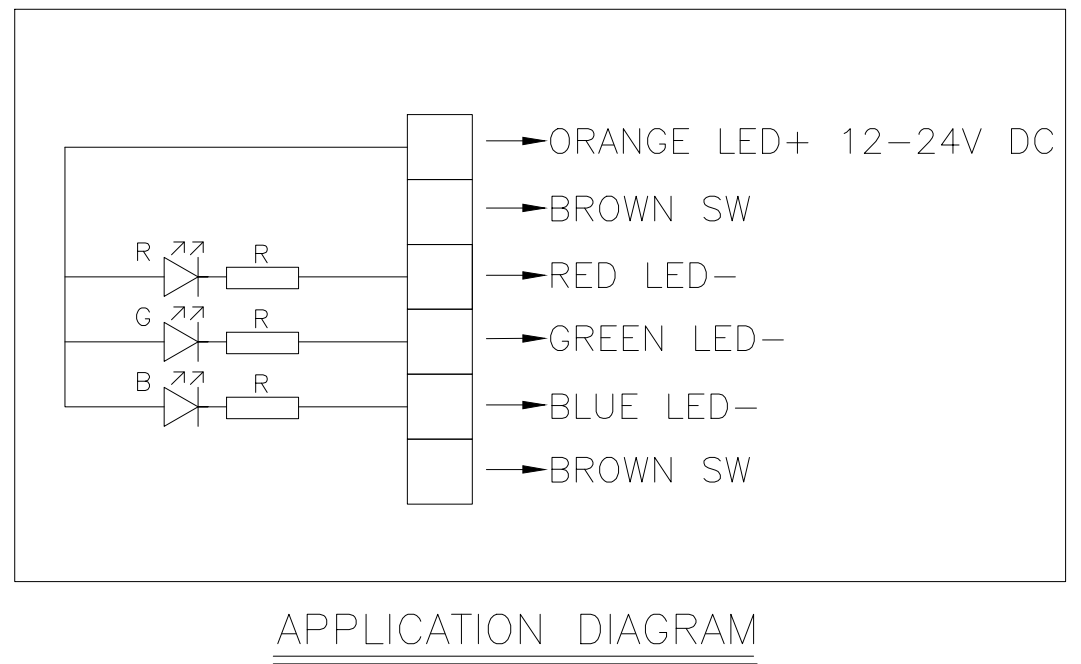 ORANGE LED+ 12-24V DC
BROWN SW
R R
RED LED-
G R
GREEN LED-
B R
BLUE LED-
BROWN SW
APPLICATION DIAGRAM